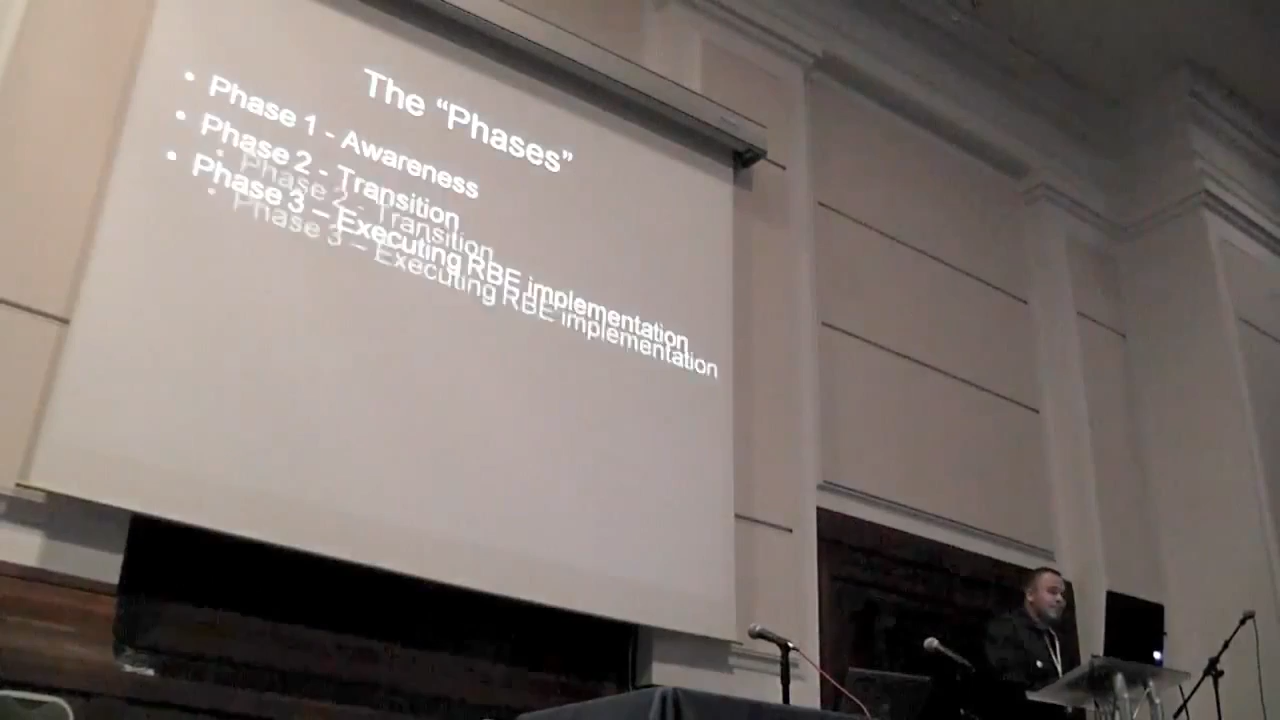 The “Phases”
• Phase 1 - Awareness
• Phase 2 - Transition
• Phase 2 - Transition
• Phase 3 – Executing RBE implementation
• Phase 3 – Executing RBE implementation